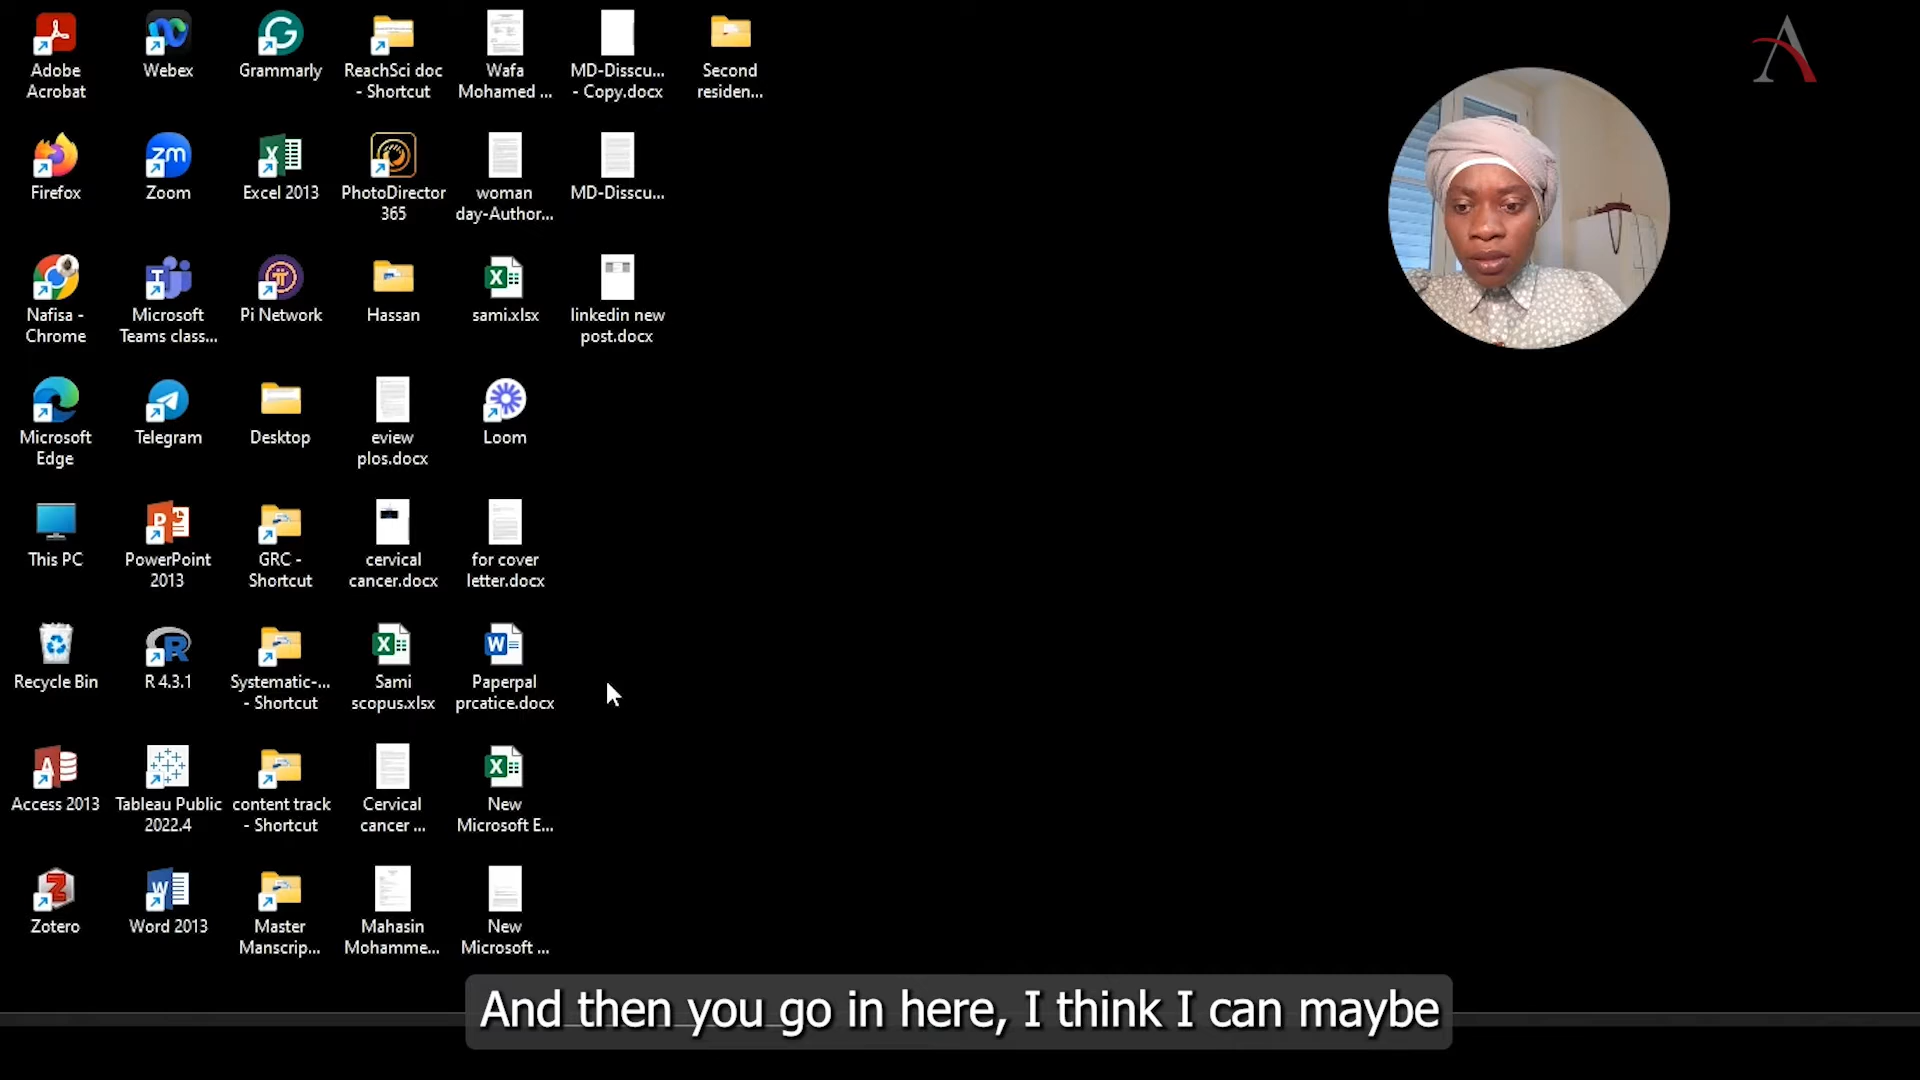 Adobe
Acrobat
Webex
Grammarly
ReachSci doc
- Shortcut
Wafa
Mohamed ...
MD-Disscu...
- Copy.docx
Second
residen...
Firefox
Zoom
Excel 2013
PhotoDirector
365
woman
day-Author...
MD-Disscu...
Nafisa -
Chrome
Microsoft
Teams class...
Pi Network
Hassan
sami.xlsx
linkedin new
post.docx
Microsoft
Edge
Telegram
Desktop
eview
plos.docx
Loom
This PC
PowerPoint
2013
GRC -
Shortcut
cervical
cancer.docx
for cover
letter.docx
Recycle Bin
R 4.3.1
Systematic-...
- Shortcut
Sami
scopus.xlsx
Paperpal
prcatice.docx
Access 2013
Tableau Public
2022.4
content track
- Shortcut
Cervical
cancer ...
New
Microsoft E...
Zotero
Word 2013
Master
Manscrip...
Mahasin
Mohamme...
New
Microsoft ...
And then you go in here, I think I can maybe